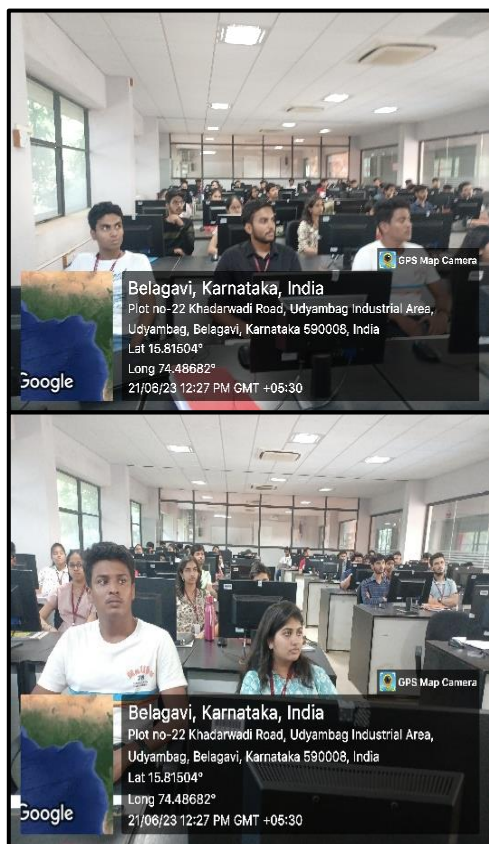 GPS Map Camera
Belagavi, Karnataka, India
Plot no-22 Khadarwadi Road, Udyambag Industrial Area,
Udyambag, Belagavi, Karnataka 590008, India
Lat 15.81504°
Long 74.48682°
21/06/23 12:27 PM GMT +05:30
Google
GPS Map Camera
Belagavi, Karnataka, India
Plot no-22 Khadarwadi Road, Udyambag Industrial Area,
Udyambag, Belagavi, Karnataka 590008, India
Lat 15.81504°
Long 74.48682°
21/06/23 12:27 PM GMT +05:30
Google